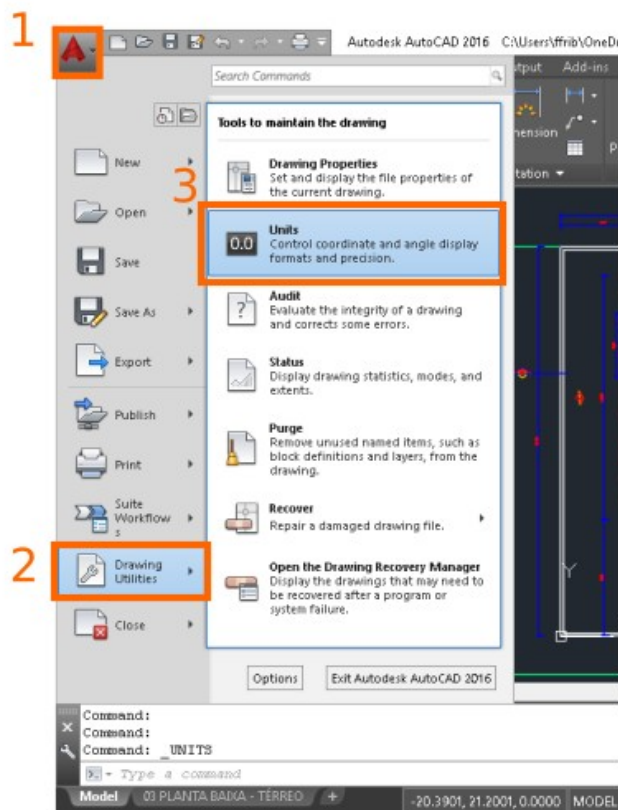 1
Autodesk AutoCAD 2016 C:\Users\ffrib\OneDr
Search Commands
tput Add-ins
Tools to maintain the drawing
mension
tation
New
Open
Save
Save As
Export
Publish
Print
Suite
Workflow
s
2
Drawing
Utilities
Close
3
Drawing Properties
Set and display the file properties of
the current drawing.
0.0
Units
Control coordinate and angle display
formats and precision.
Audit
Evaluate the integrity of a drawing
and corrects some errors.
Status
Display drawing statistics, modes, and
extents.
Purge
Remove unused named items, such as
block definitions and layers, from the
drawing.
Recover
Repair a damaged drawing file.
Open the Drawing Recovery Manager
Display the drawings that may need to
be recovered after a program or
system failure.
Y
Options
Exit Autodesk AutoCAD 2016
Command:
Command:
Command: _UNITS
Type a command
Model 03 PLANTA BAIXA - TÉRREO +
-20.3901, 21.2001, 0.0000 MODEL